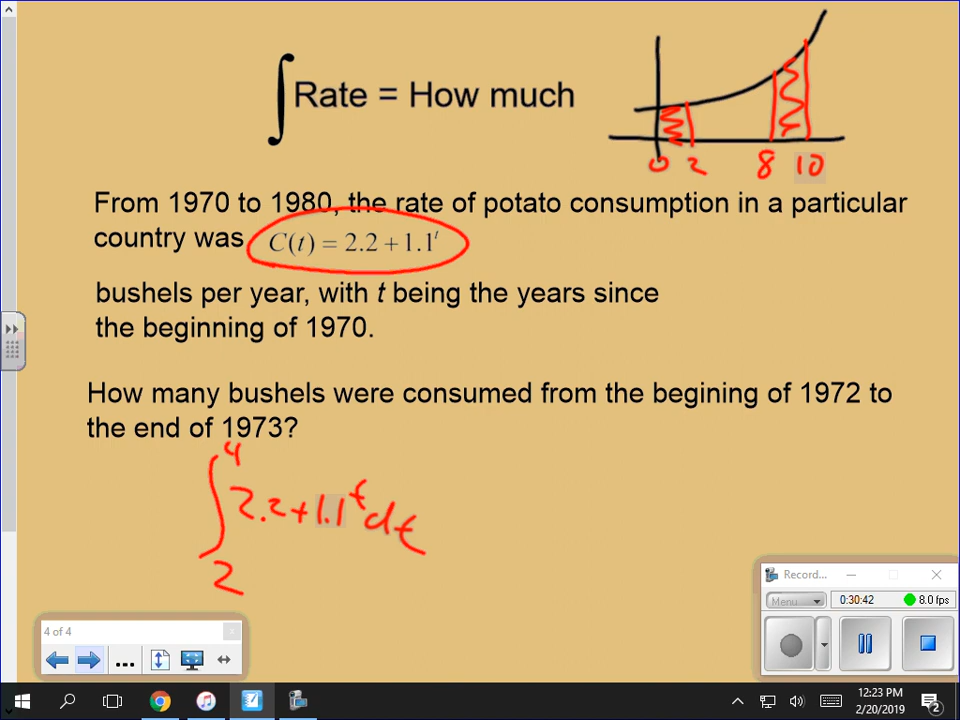 ∫Rate = How much
0 2 8 10
From 1970 to 1980, the rate of potato consumption in a particular
country was C(t) = 2.2 + 1.1^t
bushels per year, with t being the years since
the beginning of 1970.
How many bushels were consumed from the begining of 1972 to
the end of 1973?
4
∫ 2.2 + 1.1^t dt
2
Record...
Menu
0:30:42
8.0 fps
4 of 4
12:23 PM
2/20/2019
2